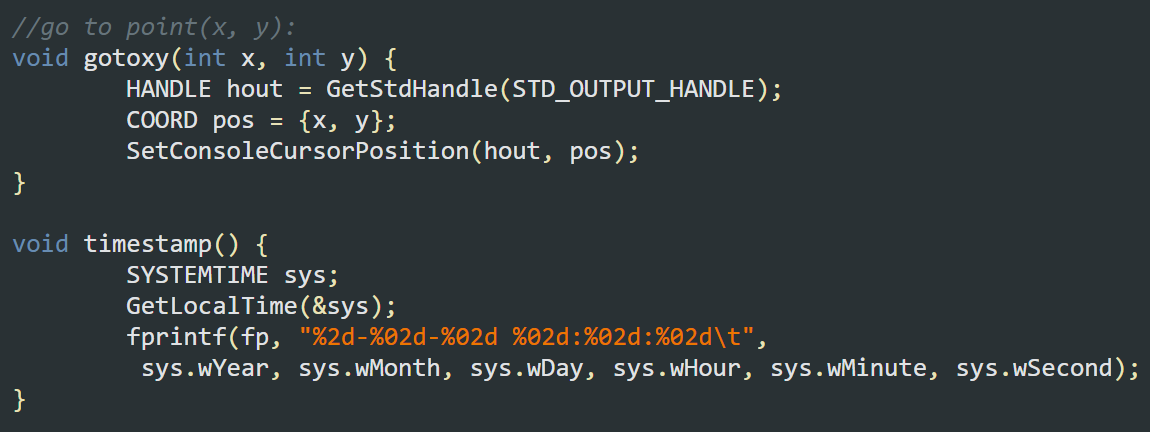 //go to point(x, y):
void gotoxy(int x, int y) {
HANDLE hout = GetStdHandle(STD_OUTPUT_HANDLE);
COORD pos = {x, y};
SetConsoleCursorPosition(hout, pos);
}
void timestamp() {
SYSTEMTIME sys;
GetLocalTime(&sys);
fprintf(fp, "%2d-%02d-%02d %02d:%02d:%02d\t",
sys.wYear, sys.wMonth, sys.wDay, sys.wHour, sys.wMinute, sys.wSecond);
}